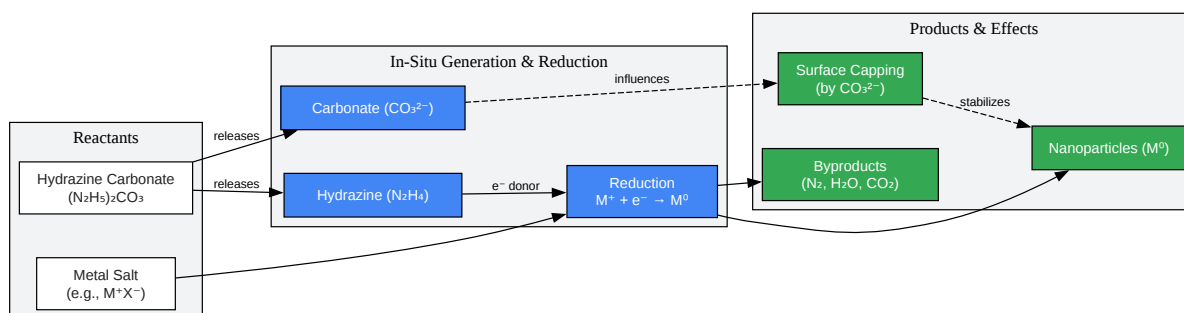 Products & Effects
In-Situ Generation & Reduction
Surface Capping
(by CO₃²⁻)
influences
stabilizes
Carbonate (CO₃²⁻)
Reactants
releases
Nanoparticles (M⁰)
Hydrazine Carbonate
(N₂H₅)₂CO₃
releases
Hydrazine (N₂H₄)
e⁻ donor
Reduction
M⁺ + e⁻ → M⁰
Byproducts
(N₂, H₂O, CO₂)
Metal Salt
(e.g., M⁺X⁻)